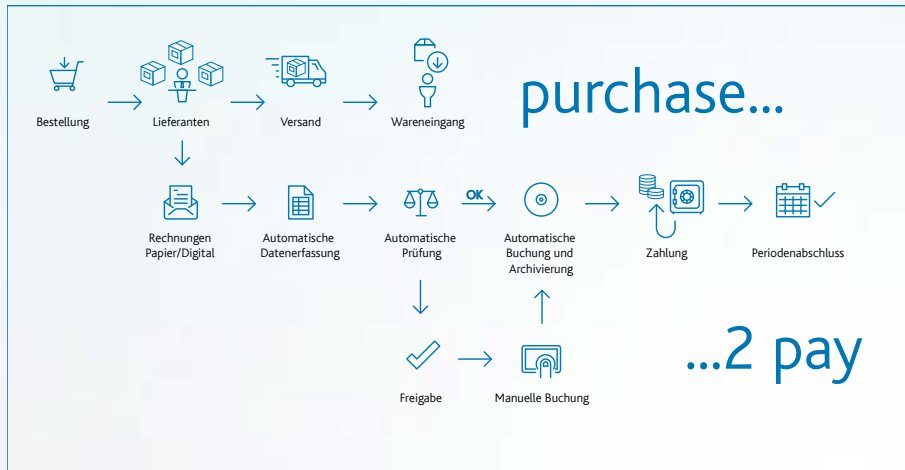 purchase...
Bestellung
Lieferanten
Versand
Wareneingang
OK
Rechnungen
Papier/Digital
Automatische
Datenerfassung
Automatische
Prüfung
Automatische
Buchung und
Archivierung
Zahlung
Periodenabschluss
...2 pay
Freigabe
Manuelle Buchung